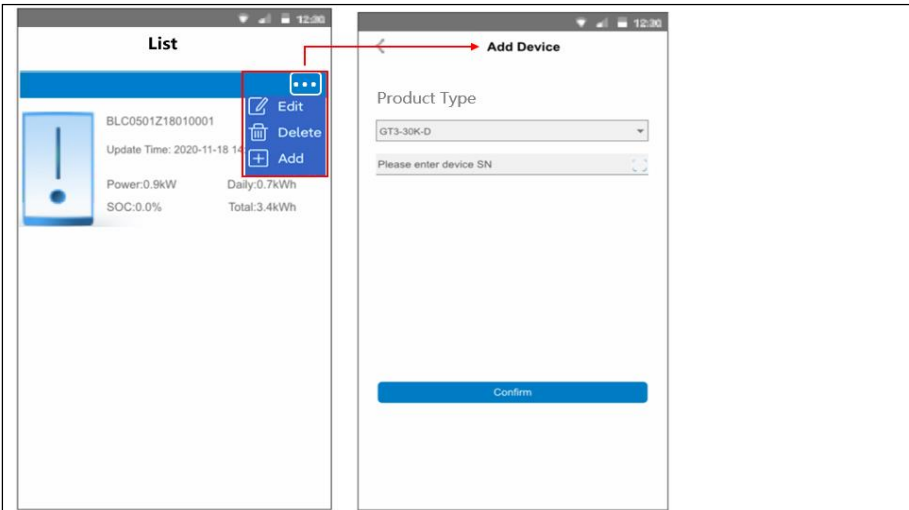 12:30
List
Edit
BLC0501Z18010001
Delete
Update Time: 2020-11-18 14
Add
Power:0.9kW Daily:0.7kWh
SOC:0.0% Total:3.4kWh
12:30
Add Device
Product Type
GT3-30K-D
Please enter device SN
Confirm